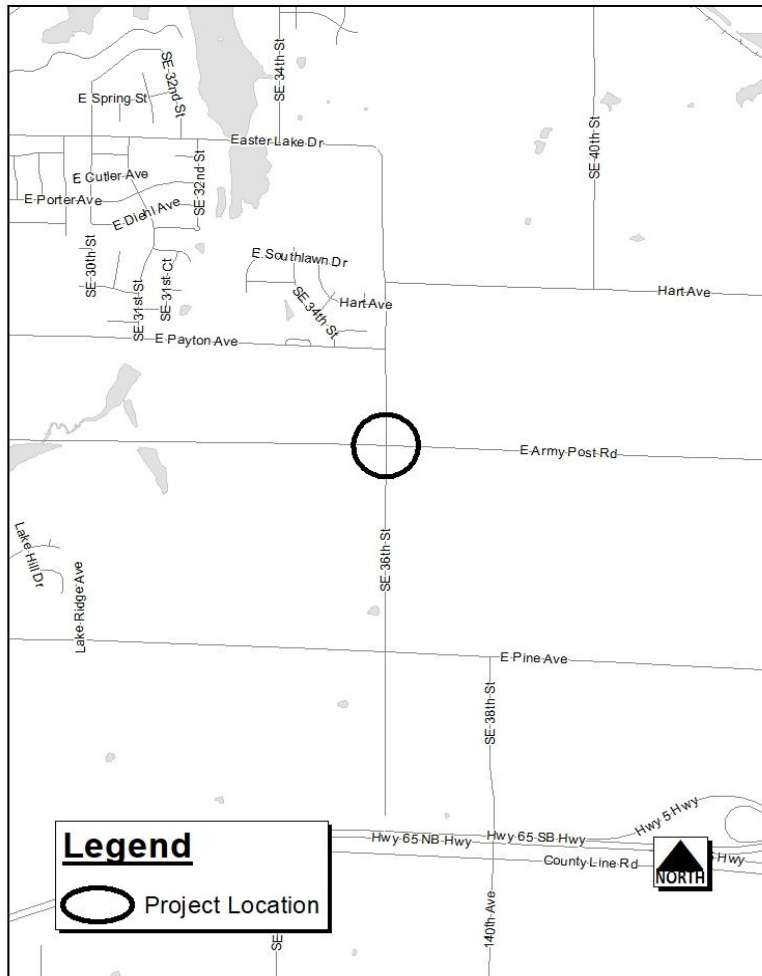 SE 34th St
SE 32nd St
E Spring St
SE 40th St
Easter Lake Dr
E Cutler Ave
SE 32nd St
E Porter Ave
E Diehl Ave
SE 30th St
E Southlawn Dr
SE 31st Ct
SE 31st St
Hart Ave
SE 34th St
Hart Ave
E Payton Ave
E Army Post Rd
Lake Hill Dr
SE 36th St
Lake Ridge Ave
E Pine Ave
SE 38th St
Hwy 5 Hwy
Hwy 65 NB Hwy
Hwy 65 SB Hwy
County Line Rd
Hwy
NORTH
Legend
Project Location
140th Ave
SE